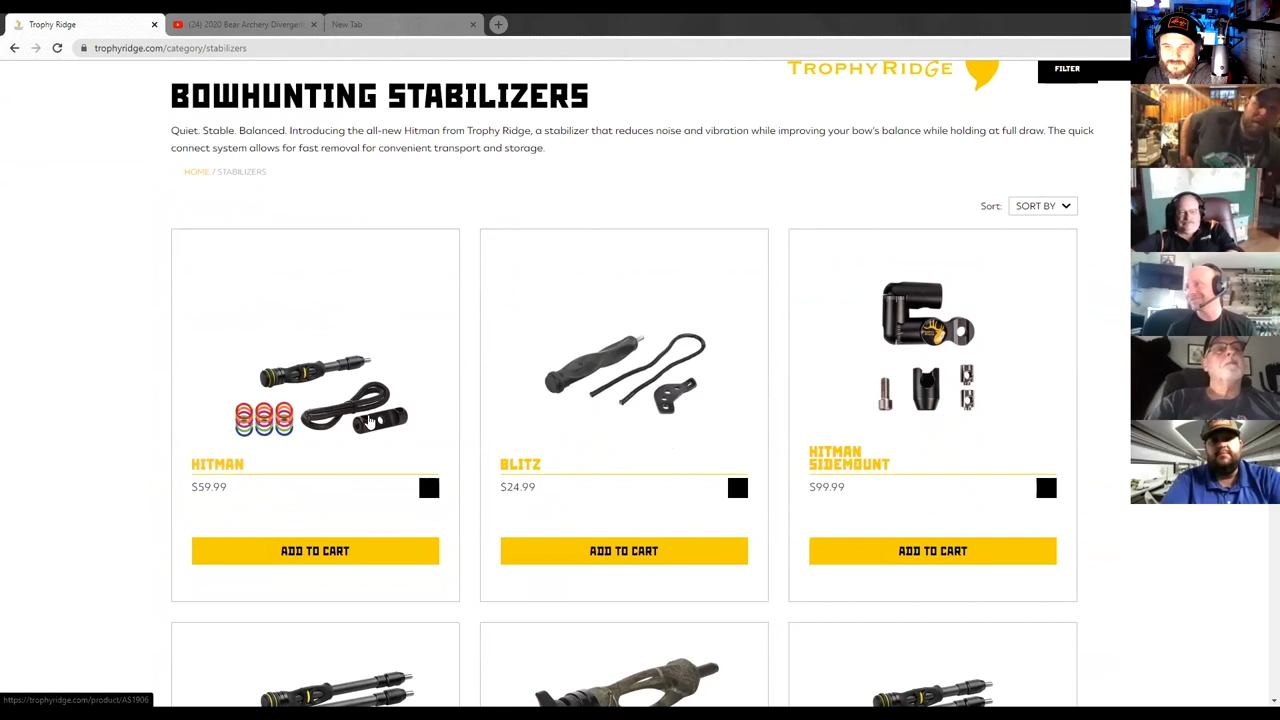 Trophy Ridge
(24) 2020 Bear Archery Diverge
New Tab
trophyridge.com/category/stabilizers
TROPHY RIDGE
FILTER
BOWHUNTING STABILIZERS
Quiet. Stable. Balanced. Introducing the all-new Hitman from Trophy Ridge, a stabilizer that reduces noise and vibration while improving your bow's balance while holding at full draw. The quick
connect system allows for fast removal for convenient transport and storage.
HOME / STABILIZERS
Sort: SORT BY
HITMAN
$59.99
ADD TO CART
BLITZ
$24.99
ADD TO CART
HITMAN
SIDEMOUNT
$99.99
ADD TO CART
https://trophyridge.com/product/AS1906